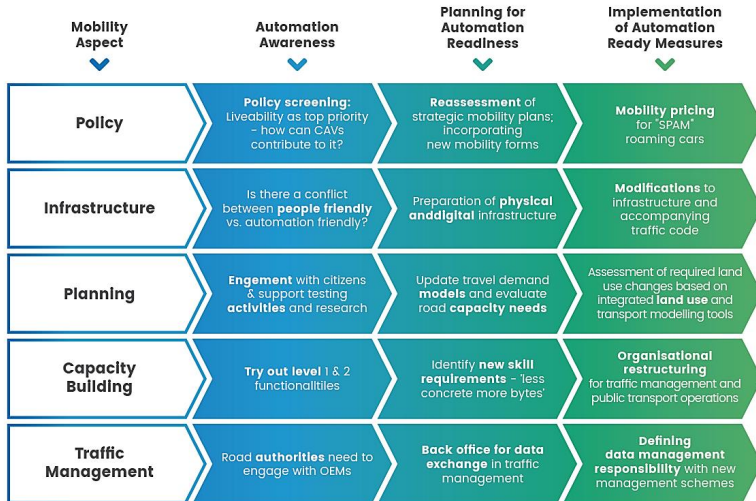 Mobility
Aspect
Automation
Awareness
Planning for
Automation
Readiness
Implementation
of Automation
Ready Measures
Policy
Policy screening:
Liveability as top priority
- how can CAVs
contribute to it?
Reassessment of
strategic mobility plans;
incorporating
new mobility forms
Mobility pricing
for "SPAM"
roaming cars
Infrastructure
Is there a conflict
between people friendly
vs. automation friendly?
Preparation of physical
anddigital infrastructure
Modifications to
infrastructure and
accompanying
traffic code
Planning
Engement with citizens
& support testing
activities and research
Update travel demand
models and evaluate
road capacity needs
Assessment of required land
use changes based on
integrated land use and
transport modelling tools
Capacity
Building
Try out level 1 & 2
functionaltiles
Identify new skill
requirements - 'less
concrete more bytes'
Organisational
restructuring
for traffic management and
public transport operations
Traffic
Management
Road authorities need to
engage with OEMs
Back office for data
exchange in traffic
management
Defining
data management
responsibility with new
management schemes